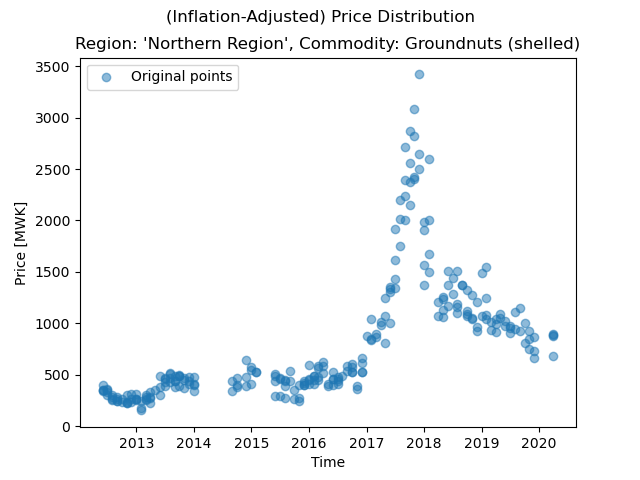 (Inflation-Adjusted) Price Distribution
Region: 'Northern Region', Commodity: Groundnuts (shelled)
Original points
3500
3000
2500
2000
1500
1000
500
0
Price [MWK]
2013 2014 2015 2016 2017 2018 2019 2020
Time